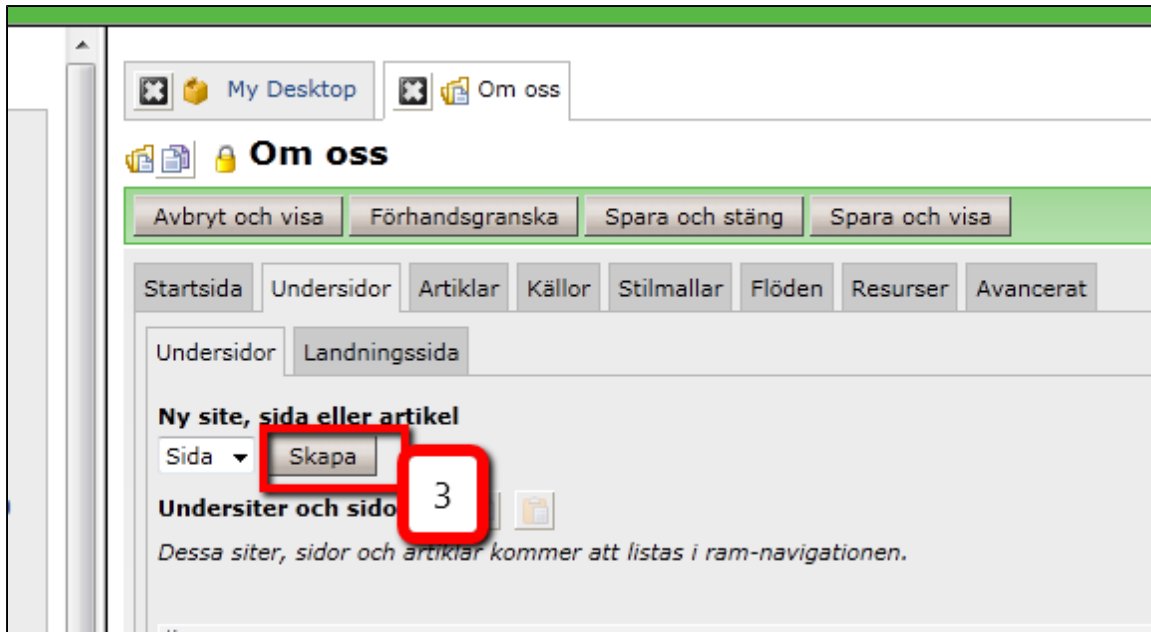 My Desktop Om oss
Om oss
Avbryt och visa Förhandsgranska Spara och stäng Spara och visa
Startsida Undersidor Artiklar Källor Stilmallar Flöden Resurser Avancerat
Undersidor Landningssida
Ny site, sida eller artikel
Sida Skapa
3
Undersiter och sido
Dessa siter, sidor och artiklar kommer att listas i ram-navigationen.